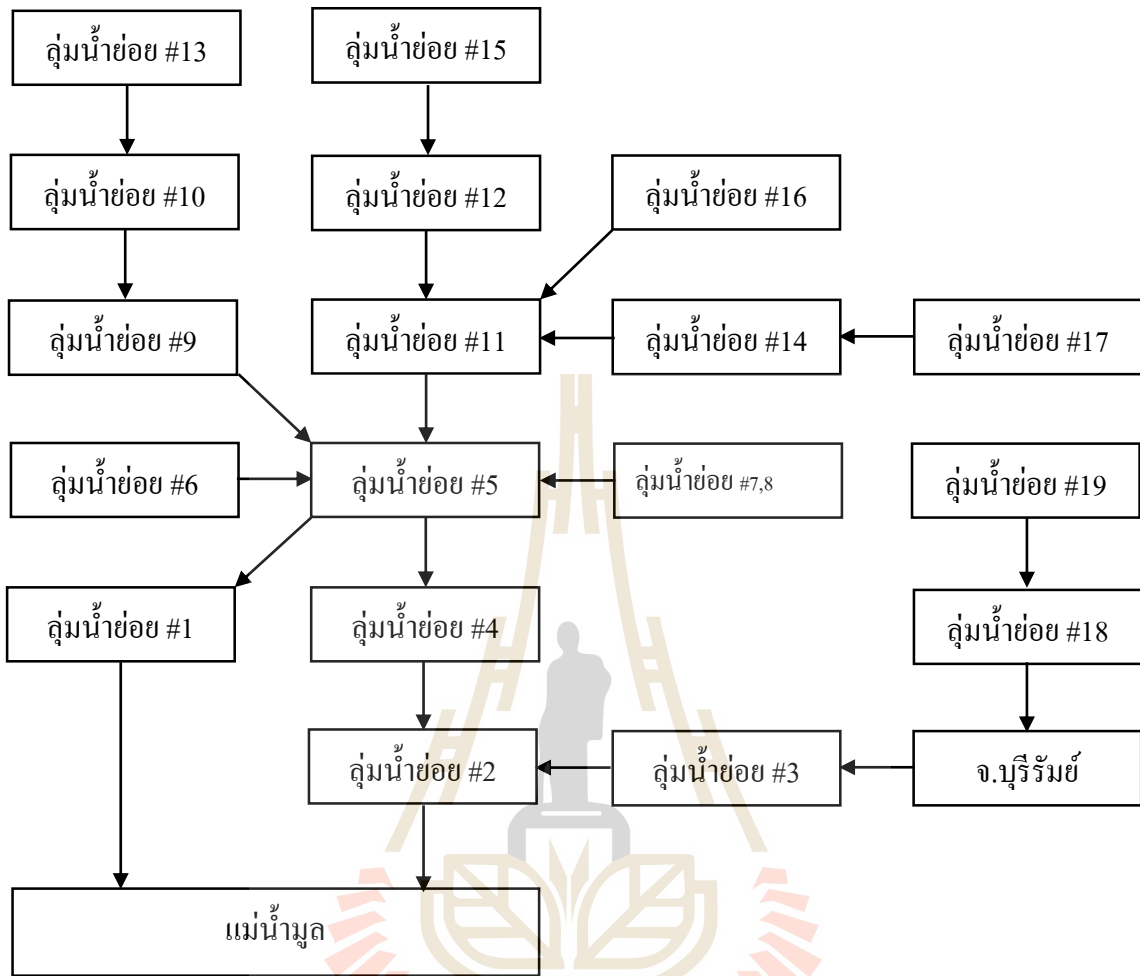 ลุ่มน้ำย่อย #13
ลุ่มน้ำย่อย #15
ลุ่มน้ำย่อย #10
ลุ่มน้ำย่อย #12
ลุ่มน้ำย่อย #16
ลุ่มน้ำย่อย #9
ลุ่มน้ำย่อย #11
ลุ่มน้ำย่อย #14
ลุ่มน้ำย่อย #17
ลุ่มน้ำย่อย #6
ลุ่มน้ำย่อย #5
ลุ่มน้ำย่อย #7,8
ลุ่มน้ำย่อย #19
ลุ่มน้ำย่อย #1
ลุ่มน้ำย่อย #4
ลุ่มน้ำย่อย #18
ลุ่มน้ำย่อย #2
ลุ่มน้ำย่อย #3
จ.บุรีรัมย์
แม่น้ำมูล